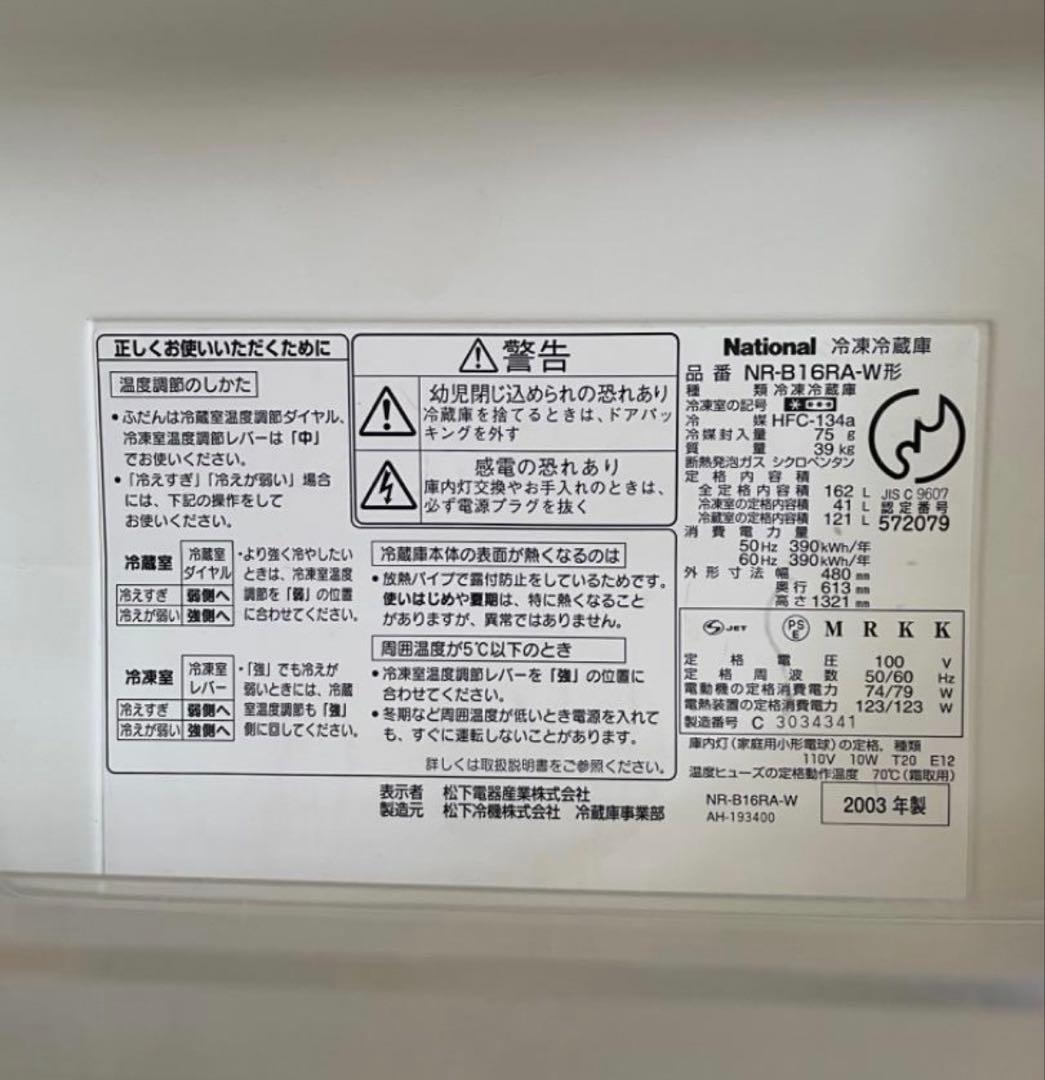 正しくお使いいただくために
温度調節のしかた
•ふだんは冷蔵室温度調節ダイヤル、
冷凍室温度調節レバーは「中」
でお使いください。
•「冷えすぎ」「冷えが弱い」場合
には、下記の操作をして
お使いください。
冷蔵室
冷蔵室
ダイヤル
冷えすぎ 弱側へ
冷えが弱い 強側へ
・より強く冷やしたい
ときは、冷凍室温度
調節を「弱」の位置
に合わせてください。
冷凍室
冷凍室
レバー
冷えすぎ 弱側へ
冷えが弱い 強側へ
・「強」でも冷えが
弱いときには、冷蔵
室温度調節も「強」
側に回してください。
警告
幼児閉じ込められの恐れあり
冷蔵庫を捨てるときは、ドアパッ
キングを外す
感電の恐れあり
庫内灯交換やお手入れのときは、
必ず電源プラグを抜く
冷蔵庫本体の表面が熱くなるのは
•放熱パイプで露付防止をしているためです。
使いはじめや夏期は、特に熱くなること
がありますが、異常ではありません。
周囲温度が5℃以下のとき
•冷凍室温度調節レバーを「強」の位置に
合わせてください。
•冬期など周囲温度が低いとき電源を入れて
も、すぐに運転しないことがあります。
詳しくは取扱説明書をご参照ください。
表示者 松下電器産業株式会社
製造元 松下冷機株式会社 冷蔵庫事業部
National 冷凍冷蔵庫
品番 NR-B16RA-W形
種類 冷凍冷蔵庫
冷凍室の記号
冷媒 HFC-134a
冷媒封入量 75 g
質量 39 kg
断熱発泡ガス シクロペンタン
定格内容積
全定格内容積 162 L
冷凍室の定格内容積 41 L
冷蔵室の定格内容積 121 L
JIS C 9607
認定番号
572079
消費電力量
50Hz 390kWh/年
60Hz 390kWh/年
外形寸法 幅 480 mm
奥行 613 mm
高さ 1321 mm
S JET
PS
E
M R K K
定格電圧 100 V
定格周波数 50/60 Hz
電動機の定格消費電力 74/79 W
電熱装置の定格消費電力 123/123 W
製造番号 C 3034341
庫内灯(家庭用小形電球)の定格、種類
110V 10W T20 E12
温度ヒューズの定格動作温度 70℃(霜取用)
NR-B16RA-W
AH-193400
2003 年製